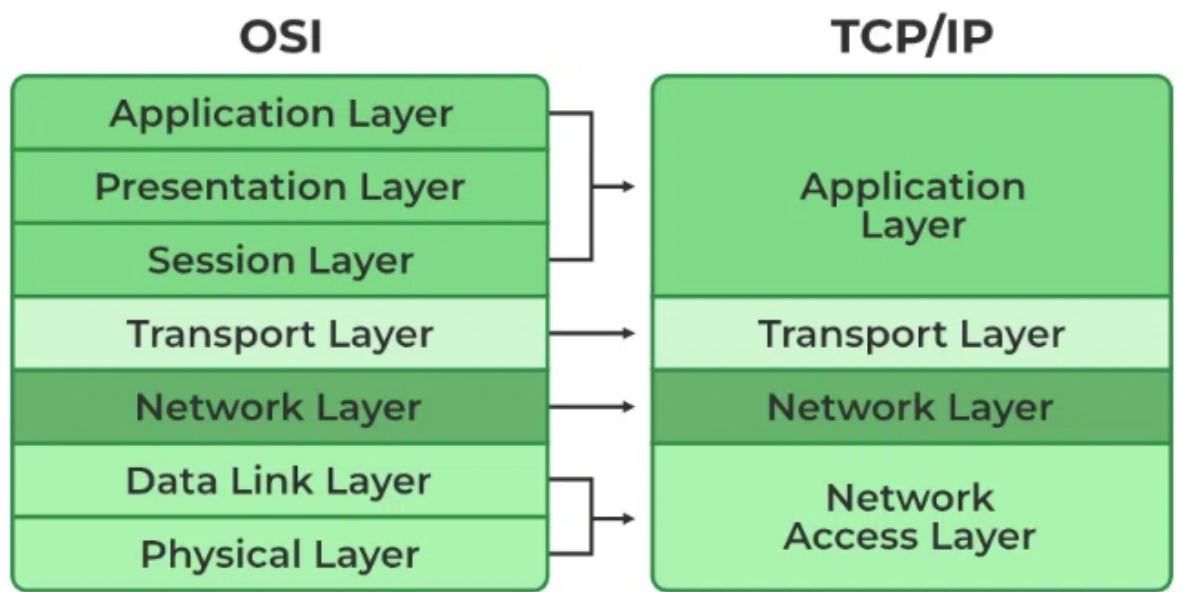 OSI
Application Layer
Presentation Layer
Session Layer
Transport Layer
Network Layer
Data Link Layer
Physical Layer
TCP/IP
Application
Layer
Transport Layer
Network Layer
Network
Access Layer